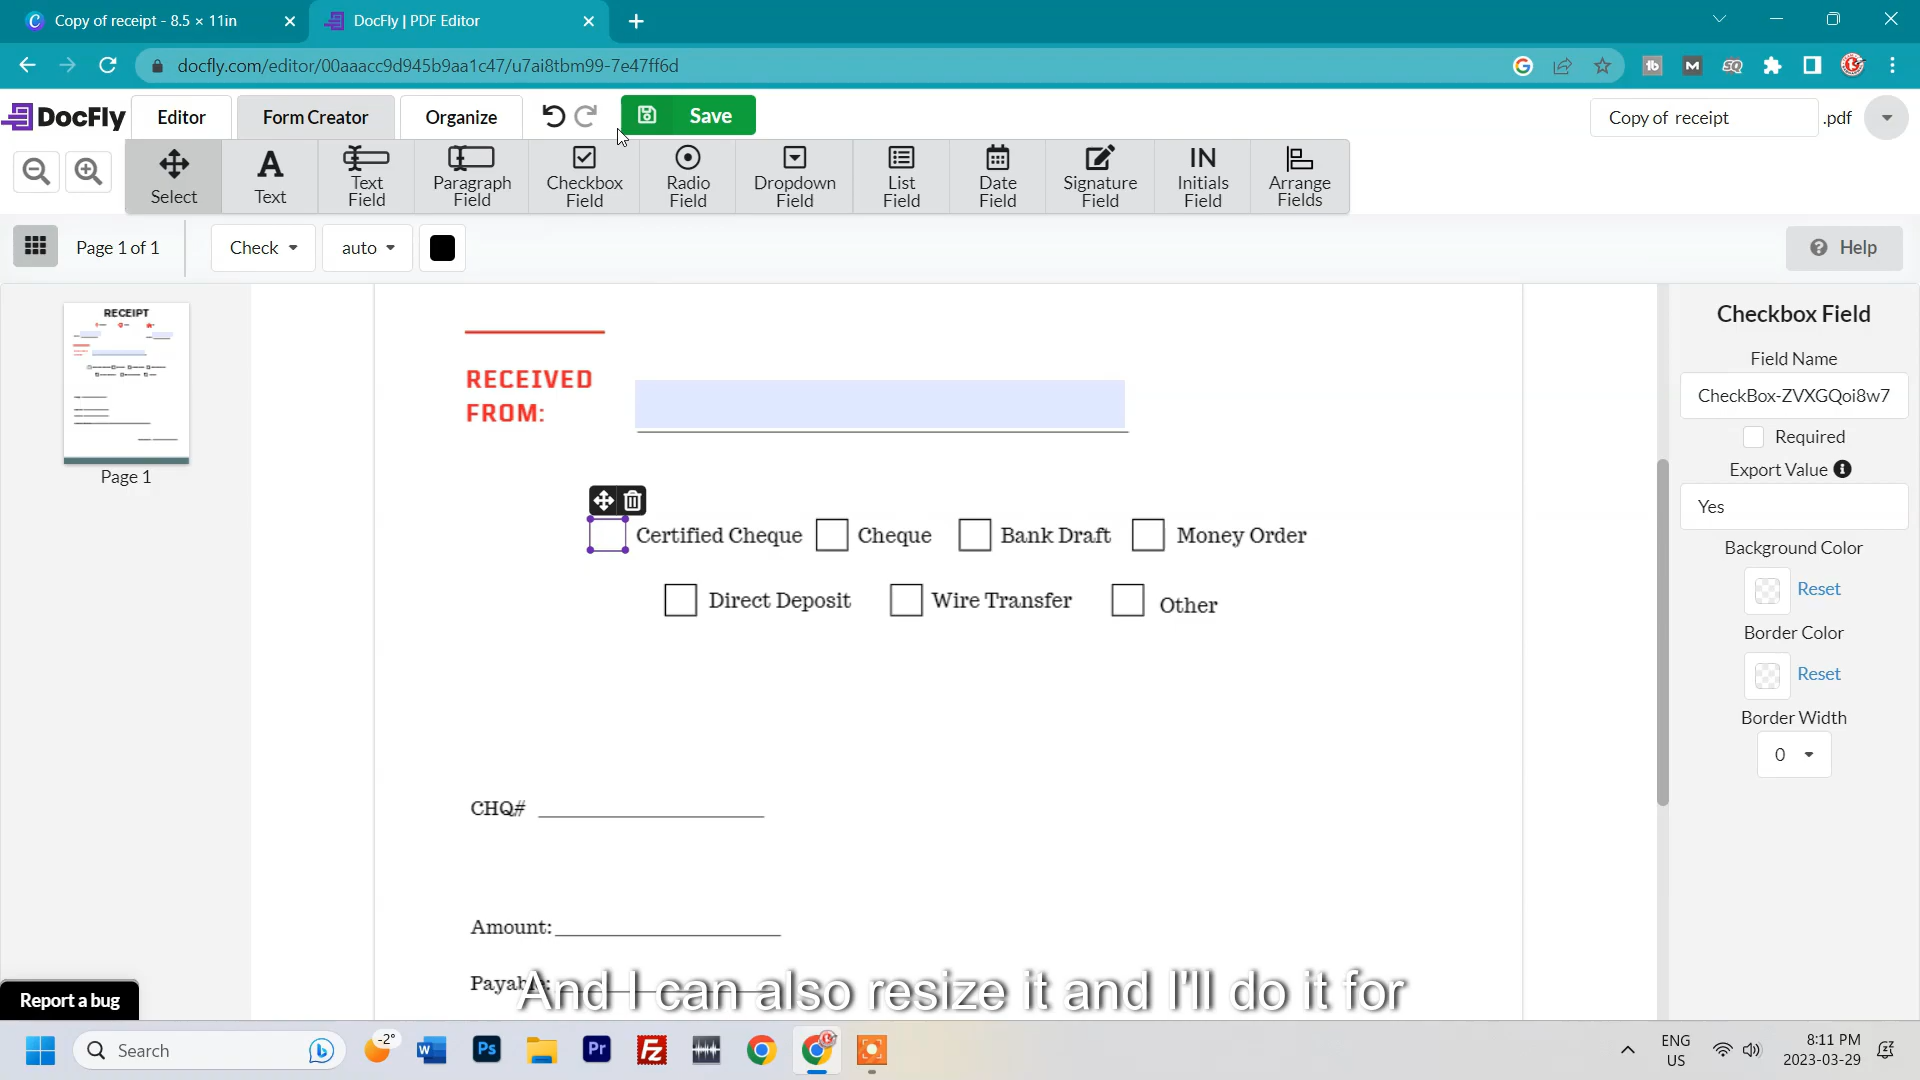 Copy of receipt - 8.5 × 11in
DocFly | PDF Editor
docfly.com/editor/00aaacc9d945b9aa1c47/u7ai8tbm99-7e47ff6d
DocFly
Editor
Form Creator
Organize
Save
Copy of receipt
.pdf
Select
Text
Text Field
Paragraph Field
Checkbox Field
Radio Field
Dropdown Field
List Field
Date Field
IN
Initials Field
Signature Field
Arrange Fields
Page 1 of 1
Check
auto
Help
RECEIPT
Page 1
RECEIVED
FROM:
Certified Cheque
Cheque
Bank Draft
Money Order
Direct Deposit
Wire Transfer
Other
CHQ#
Amount:
Payable:
And I can also resize it and I'll do it for
Checkbox Field
Field Name
CheckBox-ZVXGQoi8w7
Required
Export Value
Yes
Background Color
Reset
Border Color
Reset
Border Width
0
Report a bug
Search
-2°
ENG
US
8:11 PM
2023-03-29